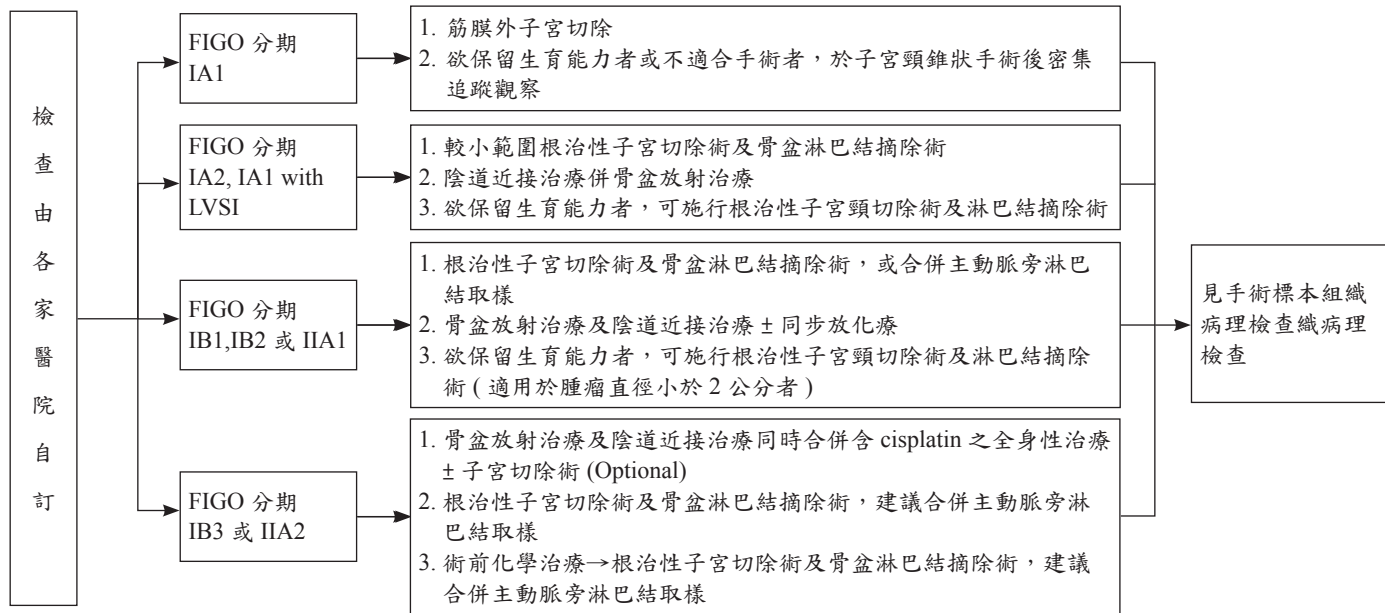 檢查由各家醫院自訂
FIGO 分期
IA1
1. 筋膜外子宮切除
2. 欲保留生育能力者或不適合手術者，於子宮頸錐狀手術後密集
追蹤觀察
FIGO 分期
IA2, IA1 with
LVSI
1. 較小範圍根治性子宮切除術及骨盆淋巴結摘除術
2. 陰道近接治療併骨盆放射治療
3. 欲保留生育能力者，可施行根治性子宮頸切除術及淋巴結摘除術
FIGO 分期
IB1,IB2 或 IIA1
1. 根治性子宮切除術及骨盆淋巴結摘除術，或合併主動脈旁淋巴
結取樣
2. 骨盆放射治療及陰道近接治療 ± 同步放化療
3. 欲保留生育能力者，可施行根治性子宮頸切除術及淋巴結摘除
術 ( 適用於腫瘤直徑小於 2 公分者 )
FIGO 分期
IB3 或 IIA2
1. 骨盆放射治療及陰道近接治療同時合併含 cisplatin 之全身性治療
± 子宮切除術 (Optional)
2. 根治性子宮切除術及骨盆淋巴結摘除術，建議合併主動脈旁淋
巴結取樣
3. 術前化學治療→根治性子宮切除術及骨盆淋巴結摘除術，建議
合併主動脈旁淋巴結取樣
見手術標本組織
病理檢查織病理
檢查